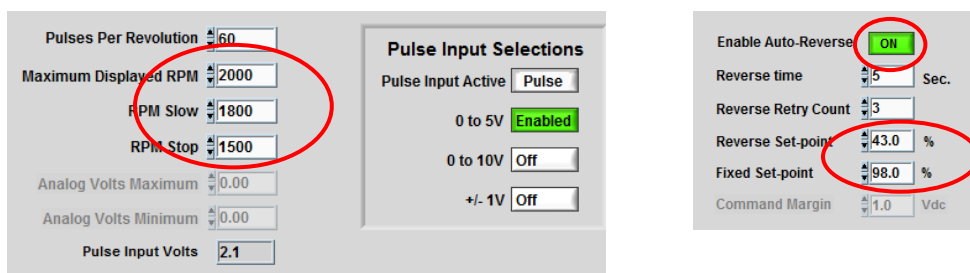 Pulses Per Revolution 60
Maximum Displayed RPM 2000
RPM Slow 1800
RPM Stop 1500
Analog Volts Maximum 0.00
Analog Volts Minimum 0.00
Pulse Input Volts 2.1
Pulse Input Selections
Pulse Input Active Pulse
0 to 5V Enabled
0 to 10V Off
+/- 1V Off
Enable Auto-Reverse ON
Reverse time 5 Sec.
Reverse Retry Count 3
Reverse Set-point 43.0 %
Fixed Set-point 98.0 %
Command Margin 1.0 Vdc